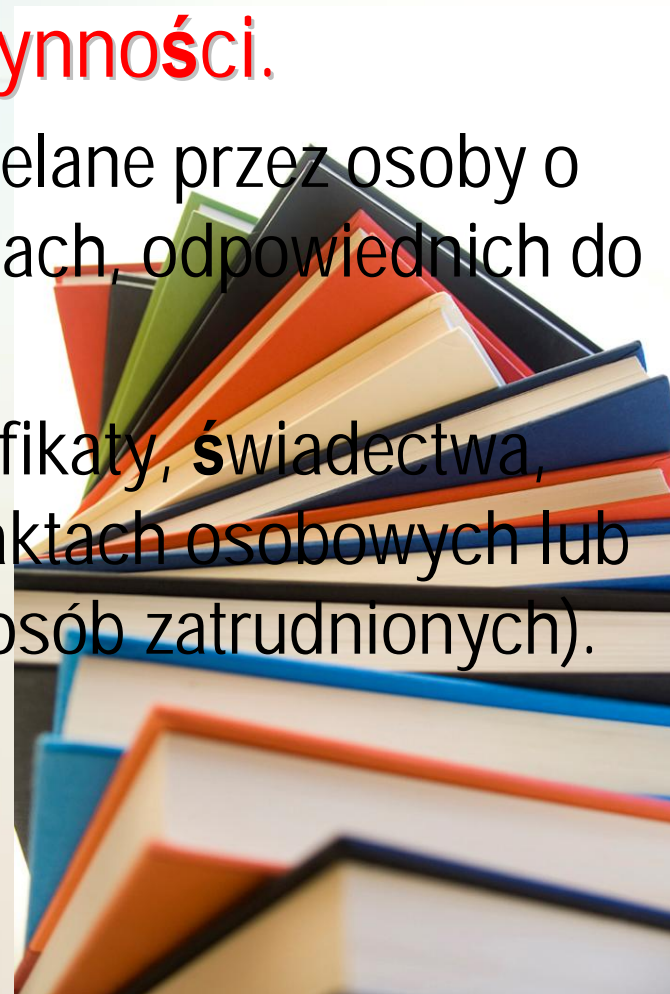 ynności.
elane przez osoby o
ach, odpowiednich do
fikaty, świadectwa,
aktach osobowych lub
osób zatrudnionych).